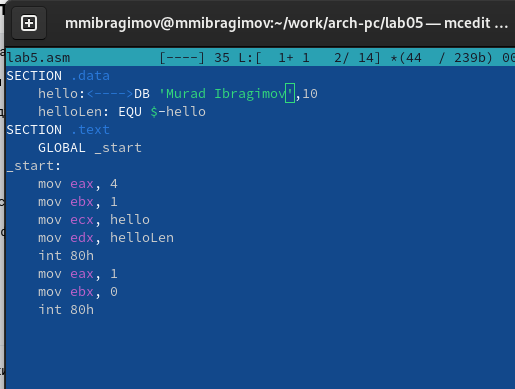 mmibragimov@mmibragimov:~/work/arch-pc/lab05 — mcedit ...
lab5.asm [----] 35 L:[ 1+ 1 2/ 14] *(44 / 239b) 00
SECTION .data
hello:<---->DB 'Murad Ibragimov',10
helloLen: EQU $-hello
SECTION .text
GLOBAL _start
_start:
mov eax, 4
mov ebx, 1
mov ecx, hello
mov edx, helloLen
int 80h
mov eax, 1
mov ebx, 0
int 80h